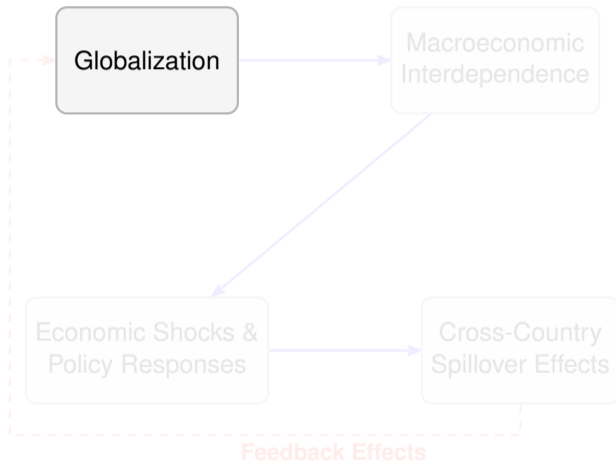 Globalization
Macroeconomic
Interdependence
Economic Shocks &
Policy Responses
Cross-Country
Spillover Effects
Feedback Effects